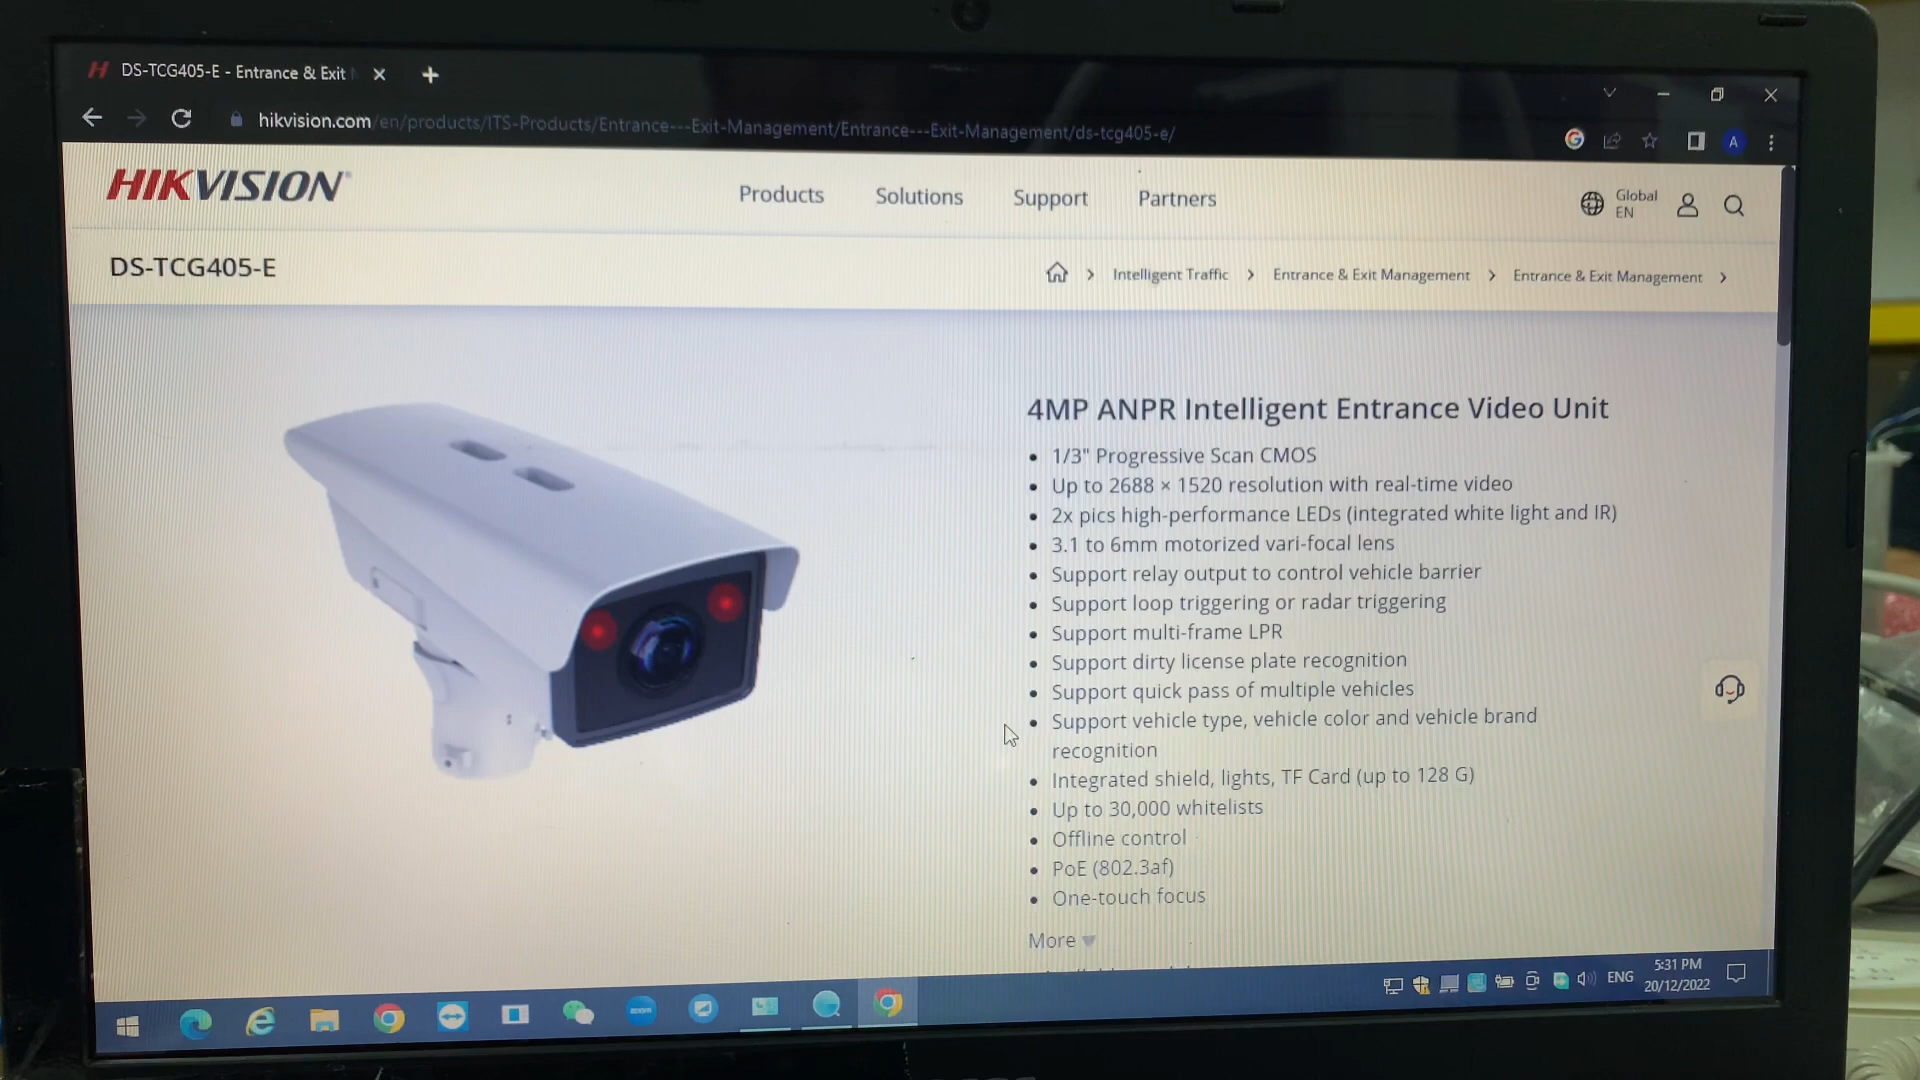 DS-TCG405-E - Entrance & Exit
hikvision.com/en/products/ITS-Products/Entrance---Exit-Management/Entrance---Exit-Management/ds-tcg405-e/
A
HIKVISION
Products
Solutions
Support
Partners
Global
EN
DS-TCG405-E
> Intelligent Traffic > Entrance & Exit Management > Entrance & Exit Management >
4MP ANPR Intelligent Entrance Video Unit
• 1/3" Progressive Scan CMOS
• Up to 2688 × 1520 resolution with real-time video
• 2x pics high-performance LEDs (integrated white light and IR)
• 3.1 to 6mm motorized vari-focal lens
• Support relay output to control vehicle barrier
• Support loop triggering or radar triggering
• Support multi-frame LPR
• Support dirty license plate recognition
• Support quick pass of multiple vehicles
• Support vehicle type, vehicle color and vehicle brand
recognition
• Integrated shield, lights, TF Card (up to 128 G)
• Up to 30,000 whitelists
• Offline control
• PoE (802.3af)
• One-touch focus
More
zoom
ENG
5:31 PM
20/12/2022